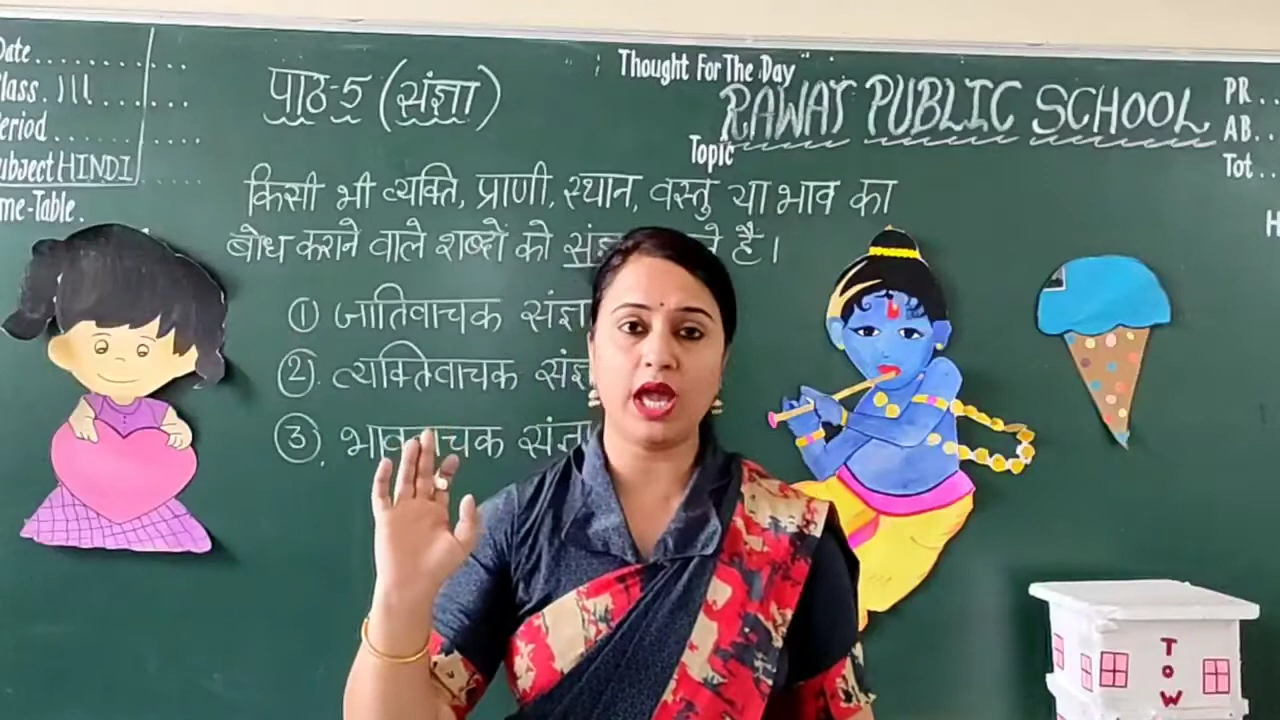 Date
Class. III
Period
Subject HINDI
Time-Table.
पाठ-5 (संज्ञा)
Thought For The Day
RAWAT PUBLIC SCHOOL
Topic
PR
AB
Tot
किसी भी व्यक्ति, प्राणी, स्थान, वस्तु या भाव का
बोध कराने वाले शब्दों को हैं।
① जातिवाचक संज्ञा
②. व्यक्तिवाचक
③. संज्ञा
TOW